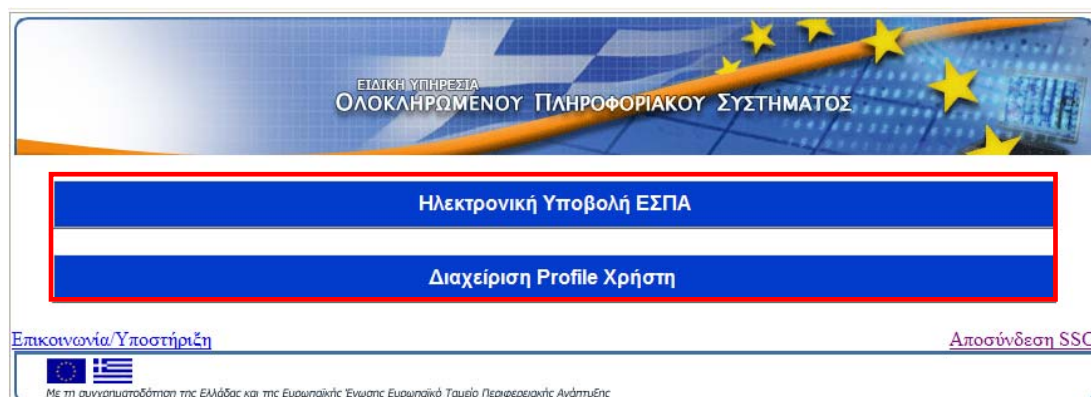 ΕΙΔΙΚΗ ΥΠΗΡΕΣΙΑ
ΟΛΟΚΛΗΡΩΜΕΝΟΥ ΠΛΗΡΟΦΟΡΙΑΚΟΥ ΣΥΣΤΗΜΑΤΟΣ
Ηλεκτρονική Υποβολή ΕΣΠΑ
Διαχείριση Profile Χρήστη
Επικοινωνία/Υποστήριξη
Αποσύνδεση SSO
Με τη συγχρηματοδότηση της Ελλάδας και της Ευρωπαϊκής Ένωσης Ευρωπαϊκό Ταμείο Περιφερειακής Ανάπτυξης